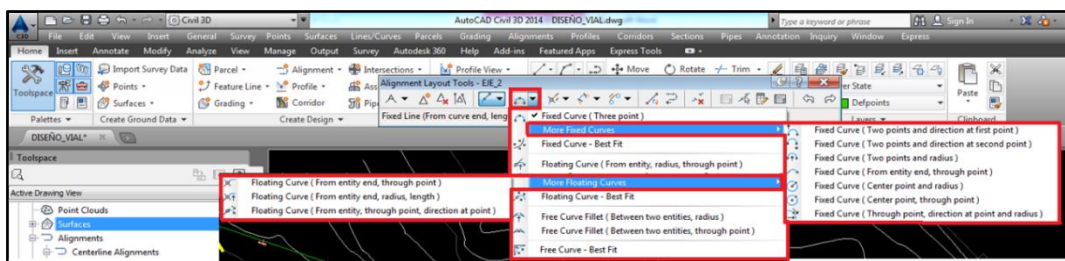 Civil 3D
AutoCAD Civil 3D 2014 DISEÑO_VIAL.dwg
Type a keyword or phrase
Sign In
File Edit View Insert General Survey Points Surfaces Lines/Curves Parcels Grading Alignments Profiles Corridors Sections Pipes Annotation Inquiry Window Express
Home Insert Annotate Modify Analyze View Manage Output Survey Autodesk 360 Help Add-ins Featured Apps Express Tools
Toolspace
Import Survey Data
Points
Surfaces
Parcel
Feature Line
Grading
Alignment
Profile
Corridor
Intersections
Profile View
Move
Rotate
Trim
Alignment Layout Tools - EJE_2
Defpoints
Paste
Palettes
Create Ground Data
Create Design
Layers
Clipboard
Fixed Line (From curve end, leng
DISEÑO_VIAL*
Toolspace
Active Drawing View
Point Clouds
Surfaces
Alignments
Centerline Alignments
Fixed Curve ( Three point )
More Fixed Curves
Fixed Curve - Best Fit
Floating Curve ( From entity, radius, through point )
More Floating Curves
Floating Curve - Best Fit
Free Curve Fillet ( Between two entities, radius )
Free Curve Fillet ( Between two entities, through point )
Free Curve - Best Fit
Fixed Curve ( Two points and direction at first point )
Fixed Curve ( Two points and direction at second point )
Fixed Curve ( Two points and radius )
Fixed Curve ( From entity end, through point )
Fixed Curve ( Center point and radius )
Fixed Curve ( Center point, through point )
Fixed Curve ( Through point, direction at point and radius )
Floating Curve ( From entity end, through point )
Floating Curve ( From entity end, radius, length )
Floating Curve ( From entity, through point, direction at point )